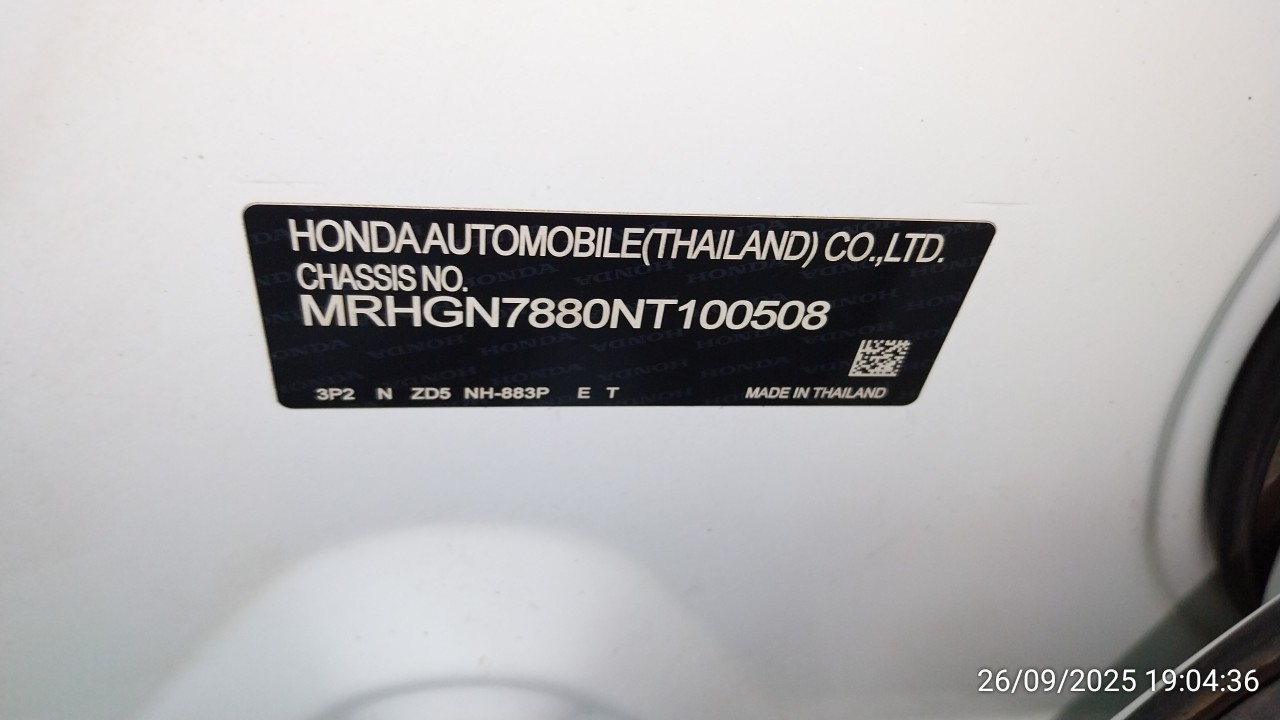 HONDA AUTOMOBILE (THAILAND) CO.,LTD.
CHASSIS NO.
MRHGN7880NT100508
3P2 N ZD5 NH-883P E T MADE IN THAILAND
26/09/2025 19:04:36